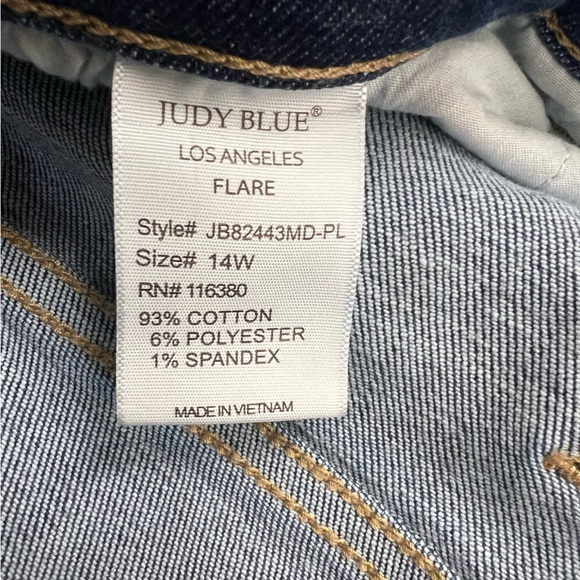 JUDY BLUE®
LOS ANGELES
FLARE
Style# JB82443MD-PL
Size# 14W
RN# 116380
93% COTTON
6% POLYESTER
1% SPANDEX
MADE IN VIETNAM